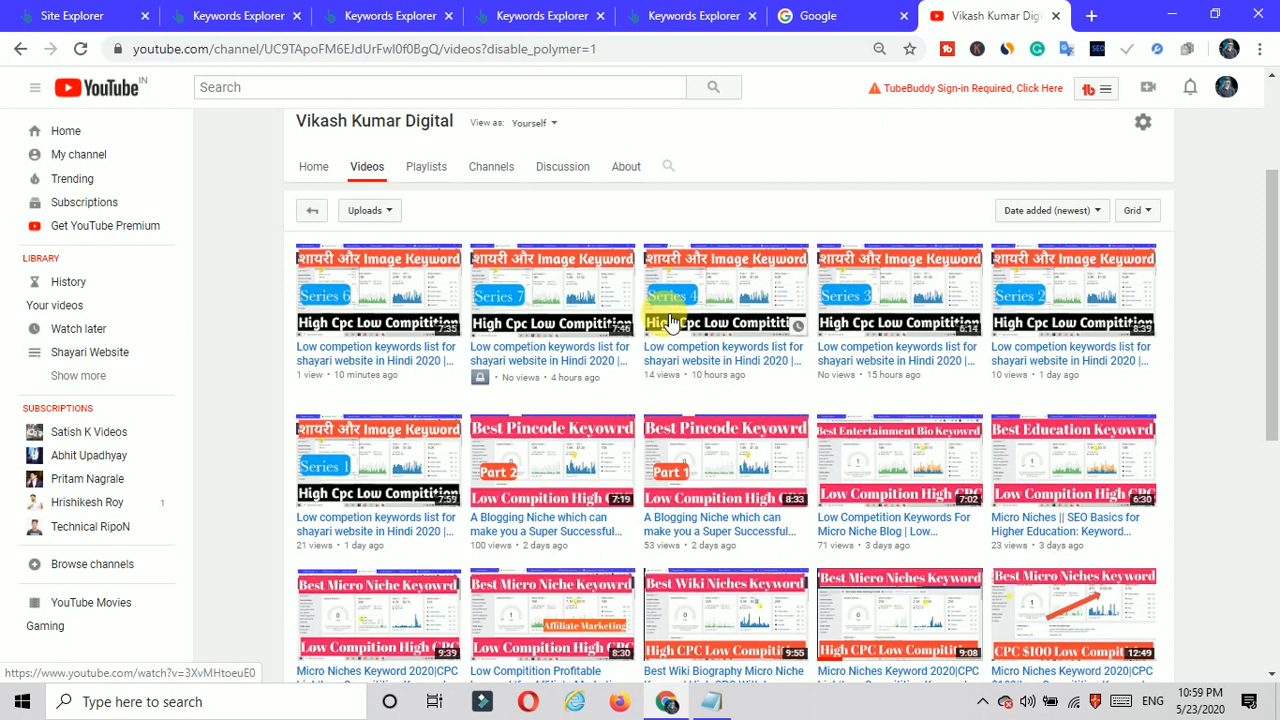 Site Explorer
Keywords Explorer
Keywords Explorer
Keywords Explorer
Keywords Explorer
Google
Vikash Kumar Digital
youtube.com/channel/UC9TApoFM6EJdUrFwI0f0BgQ/videos?disable_polymer=1
YouTube IN
Search
TubeBuddy Sign-in Required, Click Here
Vikash Kumar Digital
View as: Yourself
Home
Videos
Playlists
Channels
Discussion
About
Uploads
Date added (newest)
Grid
Home
My channel
Trending
Subscriptions
Get YouTube Premium
LIBRARY
History
Your videos
Watch later
Shayari Website
Show more
SUBSCRIPTIONS
Satish K Videos
Abhit Upadhyay
Pritam Nagrale
Hrishikesh Roy 1
Technical RipoN
Browse channels
YouTube Movies
Gaming
शायरी और Image Keyword
Series 6
High Cpc Low Compitition
7:35
Low competion keywords list for
shayari website in Hindi 2020 |...
1 view • 10 minutes ago
शायरी और Image Keyword
Series 7
High Cpc Low Compitition
7:46
Low competion keywords list for
shayari website in Hindi 2020 |...
No views • 4 hours ago
शायरी और Image Keyword
Series 4
High Cpc Low Compitition
Low competion keywords list for
shayari website in Hindi 2020 |...
14 views • 10 hours ago
शायरी और Image Keyword
Series 3
High Cpc Low Compitition
6:14
Low competion keywords list for
shayari website in Hindi 2020 |...
No views • 15 hours ago
शायरी और Image Keyword
Series 2
High Cpc Low Compitition
8:39
Low competion keywords list for
shayari website in Hindi 2020 |...
10 views • 1 day ago
शायरी और Image Keyword
Series 1
High Cpc Low Compitition
7:59
Low competion keywords list for
shayari website in Hindi 2020 |...
21 views • 1 day ago
Best Pincode Keyowrd
Part 2
Low Compition High C
7:19
A Blogging Niche which can
make you a Super Successful...
100 views • 2 days ago
Best Pincode Keyowrd
Part 1
Low Compition High C
8:33
A Blogging Niche which can
make you a Super Successful...
53 views • 2 days ago
Best Entertainment Bio Keyowrd
Low Compition High CPC
7:02
Low Competition Keywords For
Micro Niche Blog | Low...
71 views • 3 days ago
Best Education Keyowrd
Low Compition High CPC
6:30
Micro Niches || SEO Basics for
Higher Education: Keyword...
23 views • 3 days ago
Best Micro Niche Keyword
Low Compition High CPC
9:39
Micro Niches Keyword 2020|CPC
Best Micro Niche Keyword
Affiliate Marketing
8:30
Low Compitition Profitable
Best Wiki Niches Keyword
HIGH CPC LOW COMP
9:55
Best Wiki Biography Micro Niche
Best Micro Niches Keyword
HIGH CPC LOW COMP
9:08
Micro Niches Keyword 2020|CPC
Best Micro Niches Keyword
CPC $100 Low Comp
12:49
Micro Niches Keyword 2020|CPC
https://www.youtube.com/watch?v=3XvMHtoeuE0
Type here to search
ENG
10:59 PM
5/23/2020